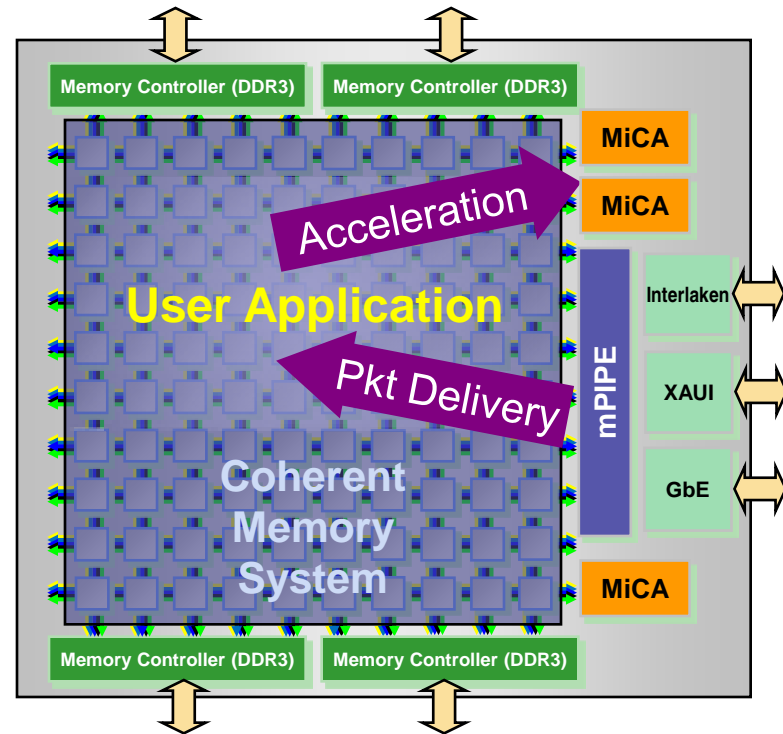 Memory Controller (DDR3)
Memory Controller (DDR3)
MiCA
MiCA
Acceleration
User Application
Interlaken
mPIPE
XAUI
Pkt Delivery
GbE
Coherent
Memory
System
MiCA
Memory Controller (DDR3)
Memory Controller (DDR3)